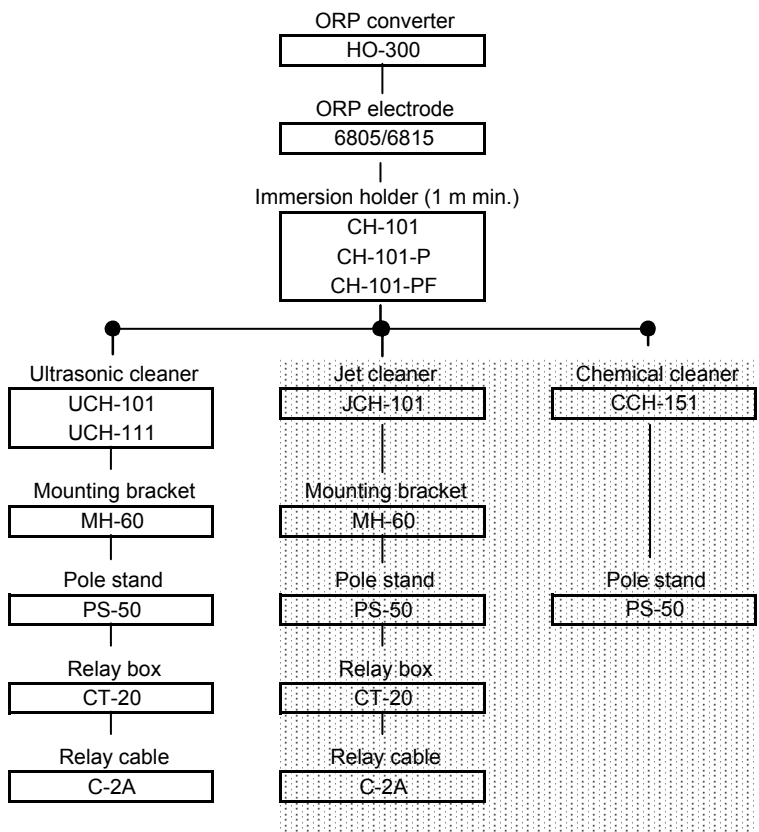 ORP converter
HO-300
ORP electrode
6805/6815
Immersion holder (1 m min.)
CH-101
CH-101-P
CH-101-PF
Ultrasonic cleaner
UCH-101
UCH-111
Mounting bracket
MH-60
Pole stand
PS-50
Relay box
CT-20
Relay cable
C-2A
Jet cleaner
JCH-101
Mounting bracket
MH-60
Pole stand
PS-50
Relay box
CT-20
Relay cable
C-2A
Chemical cleaner
CCH-151
Pole stand
PS-50